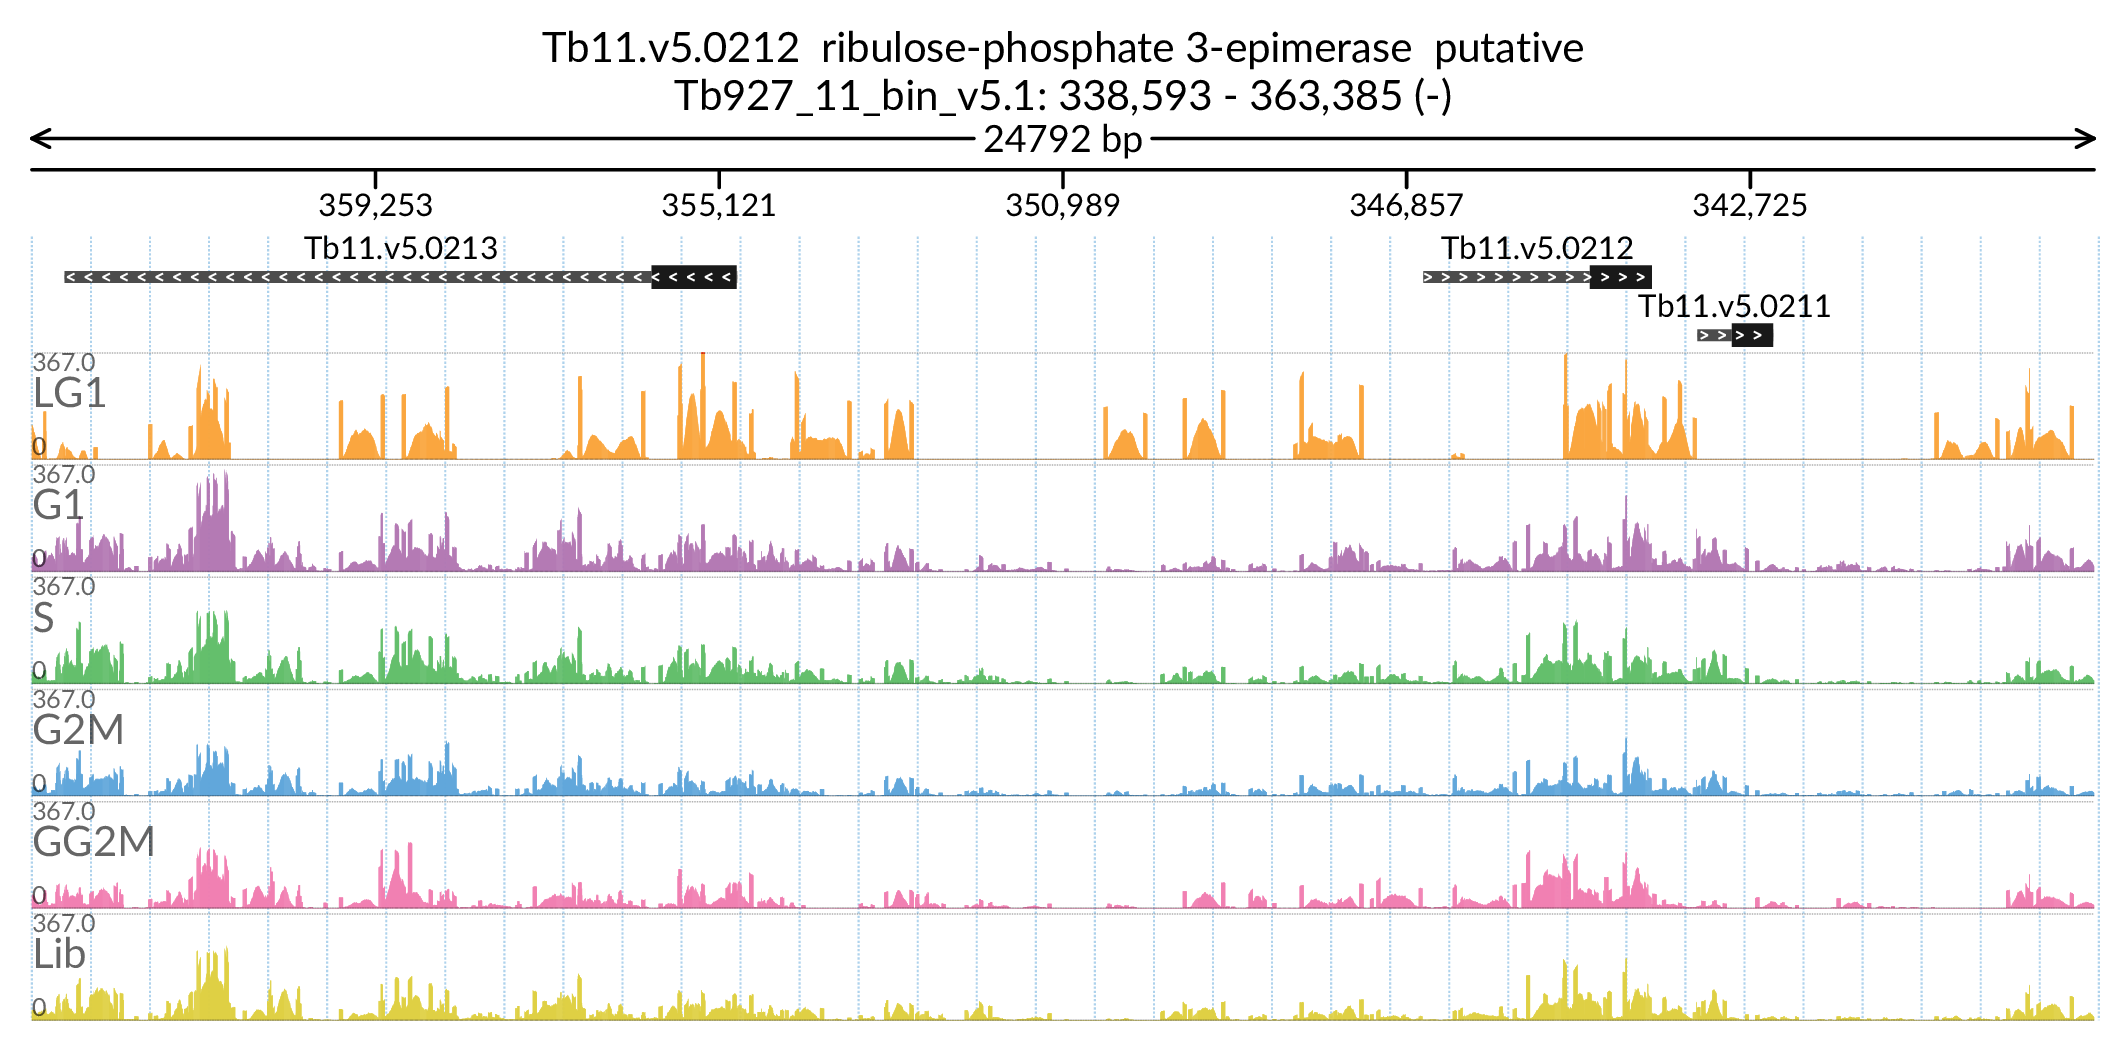 Tb11.v5.0212  ribulose-phosphate 3-epimerase  putative
Tb927_11_bin_v5.1: 338,593 - 363,385 (-)
24792 bp
359,253 355,121 350,989 346,857 342,725
Tb11.v5.0213 Tb11.v5.0212
Tb11.v5.0211
367.0
LG1
0
367.0
G1
0
367.0
S
0
367.0
G2M
0
367.0
GG2M
0
367.0
Lib
0